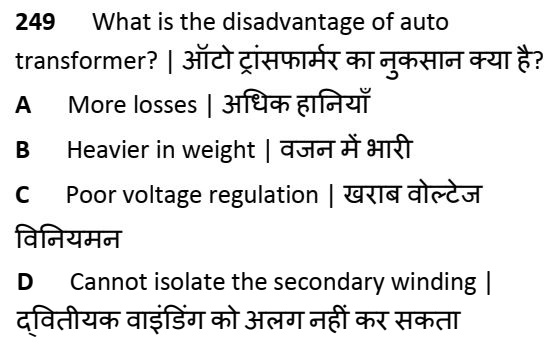 249 What is the disadvantage of auto
transformer? | ऑटो ट्रांसफार्मर का नुकसान क्या है?
A More losses | अधिक हानियाँ
B Heavier in weight | वजन में भारी
C Poor voltage regulation | खराब वोल्टेज
विनियमन
D Cannot isolate the secondary winding |
द्वितीयक वाइंडिंग को अलग नहीं कर सकता